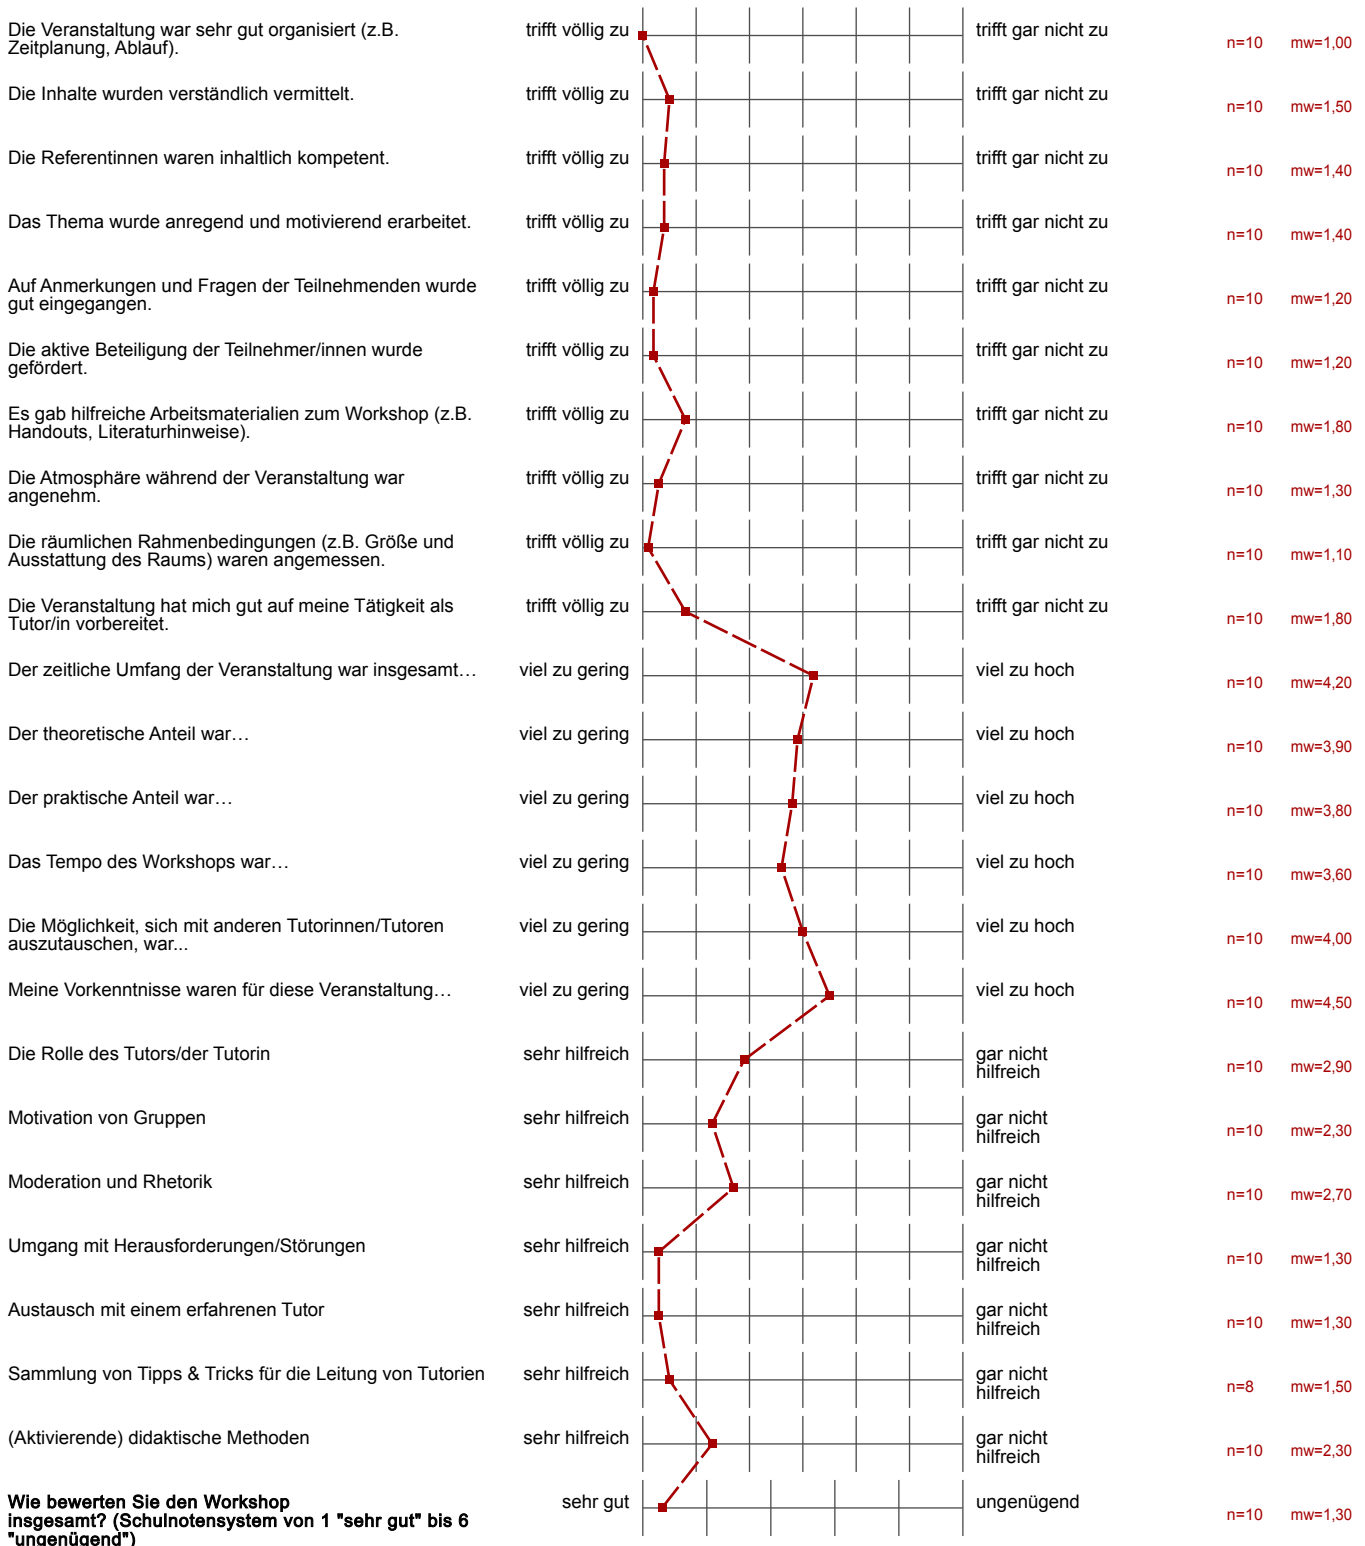 Die Veranstaltung war sehr gut organisiert (z.B.
Zeitplanung, Ablauf).
trifft völlig zu
trifft gar nicht zu
n=10 mw=1,00
Die Inhalte wurden verständlich vermittelt.
trifft völlig zu
trifft gar nicht zu
n=10 mw=1,50
Die Referentinnen waren inhaltlich kompetent.
trifft völlig zu
trifft gar nicht zu
n=10 mw=1,40
Das Thema wurde anregend und motivierend erarbeitet.
trifft völlig zu
trifft gar nicht zu
n=10 mw=1,40
Auf Anmerkungen und Fragen der Teilnehmenden wurde
gut eingegangen.
trifft völlig zu
trifft gar nicht zu
n=10 mw=1,20
Die aktive Beteiligung der Teilnehmer/innen wurde
gefördert.
trifft völlig zu
trifft gar nicht zu
n=10 mw=1,20
Es gab hilfreiche Arbeitsmaterialien zum Workshop (z.B.
Handouts, Literaturhinweise).
trifft völlig zu
trifft gar nicht zu
n=10 mw=1,80
Die Atmosphäre während der Veranstaltung war
angenehm.
trifft völlig zu
trifft gar nicht zu
n=10 mw=1,30
Die räumlichen Rahmenbedingungen (z.B. Größe und
Ausstattung des Raums) waren angemessen.
trifft völlig zu
trifft gar nicht zu
n=10 mw=1,10
Die Veranstaltung hat mich gut auf meine Tätigkeit als
Tutor/in vorbereitet.
trifft völlig zu
trifft gar nicht zu
n=10 mw=1,80
Der zeitliche Umfang der Veranstaltung war insgesamt…
viel zu gering
viel zu hoch
n=10 mw=4,20
Der theoretische Anteil war…
viel zu gering
viel zu hoch
n=10 mw=3,90
Der praktische Anteil war…
viel zu gering
viel zu hoch
n=10 mw=3,80
Das Tempo des Workshops war…
viel zu gering
viel zu hoch
n=10 mw=3,60
Die Möglichkeit, sich mit anderen Tutorinnen/Tutoren
auszutauschen, war...
viel zu gering
viel zu hoch
n=10 mw=4,00
Meine Vorkenntnisse waren für diese Veranstaltung…
viel zu gering
viel zu hoch
n=10 mw=4,50
Die Rolle des Tutors/der Tutorin
sehr hilfreich
gar nicht
hilfreich
n=10 mw=2,90
Motivation von Gruppen
sehr hilfreich
gar nicht
hilfreich
n=10 mw=2,30
Moderation und Rhetorik
sehr hilfreich
gar nicht
hilfreich
n=10 mw=2,70
Umgang mit Herausforderungen/Störungen
sehr hilfreich
gar nicht
hilfreich
n=10 mw=1,30
Austausch mit einem erfahrenen Tutor
sehr hilfreich
gar nicht
hilfreich
n=10 mw=1,30
Sammlung von Tipps & Tricks für die Leitung von Tutorien
sehr hilfreich
gar nicht
hilfreich
n=8 mw=1,50
(Aktivierende) didaktische Methoden
sehr hilfreich
gar nicht
hilfreich
n=10 mw=2,30
Wie bewerten Sie den Workshop
insgesamt? (Schulnotensystem von 1 "sehr gut" bis 6
"ungenügend")
sehr gut
ungenügend
n=10 mw=1,30